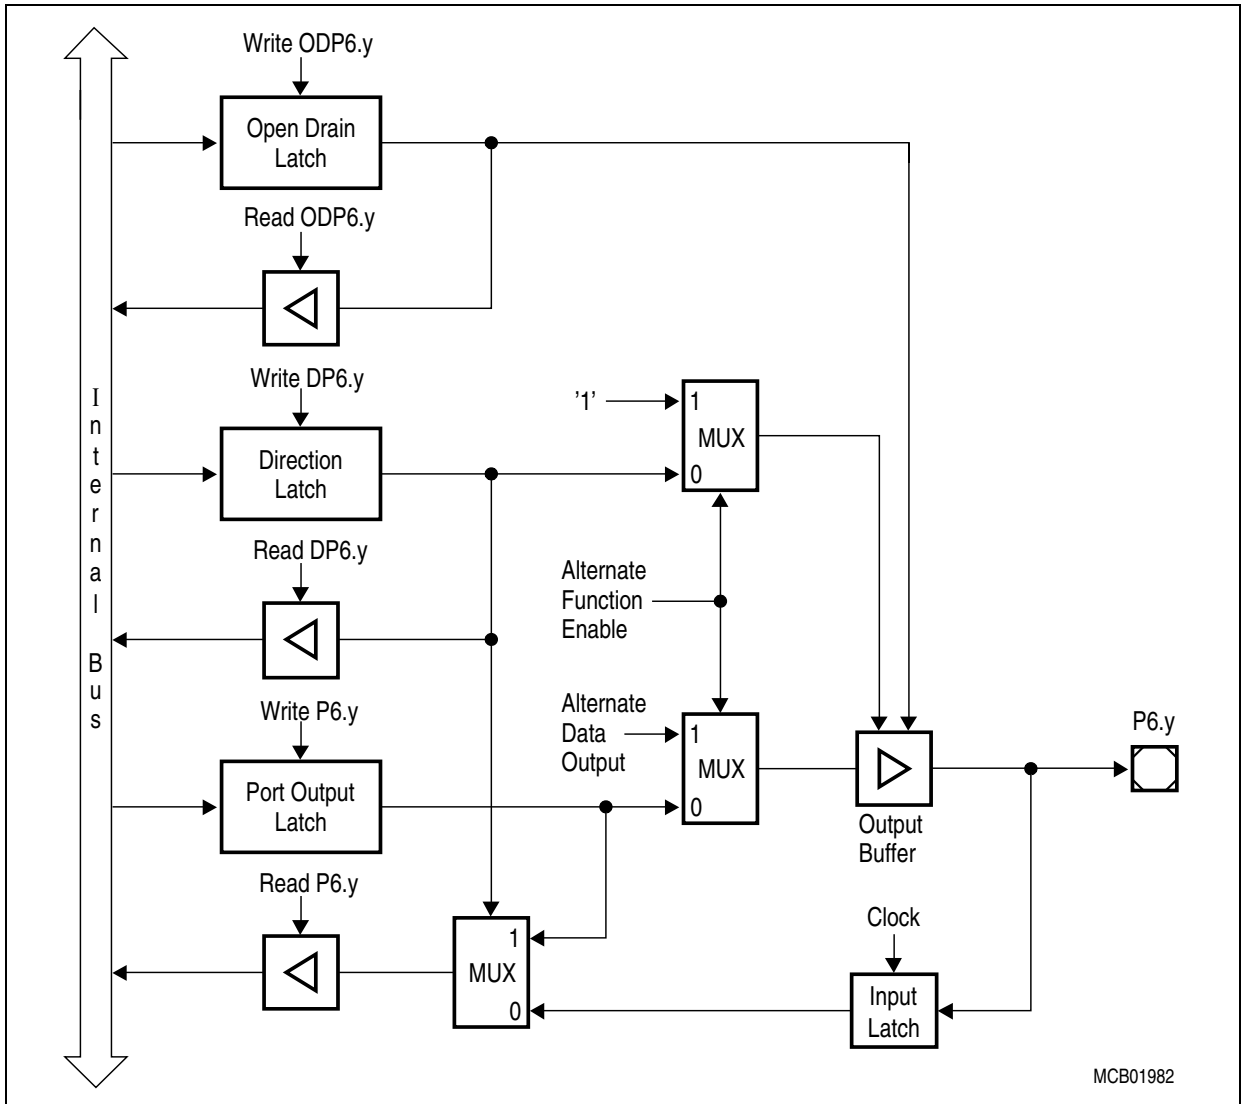 Write ODP6.y
Open Drain
Latch
Read ODP6.y
Internal Bus
Write DP6.y
'1'
1
MUX
0
Direction
Latch
Read DP6.y
Alternate
Function
Enable
Write P6.y
Alternate
Data
Output
1
MUX
0
P6.y
Port Output
Latch
Output
Buffer
Read P6.y
1
MUX
0
Clock
Input
Latch
MCB01982